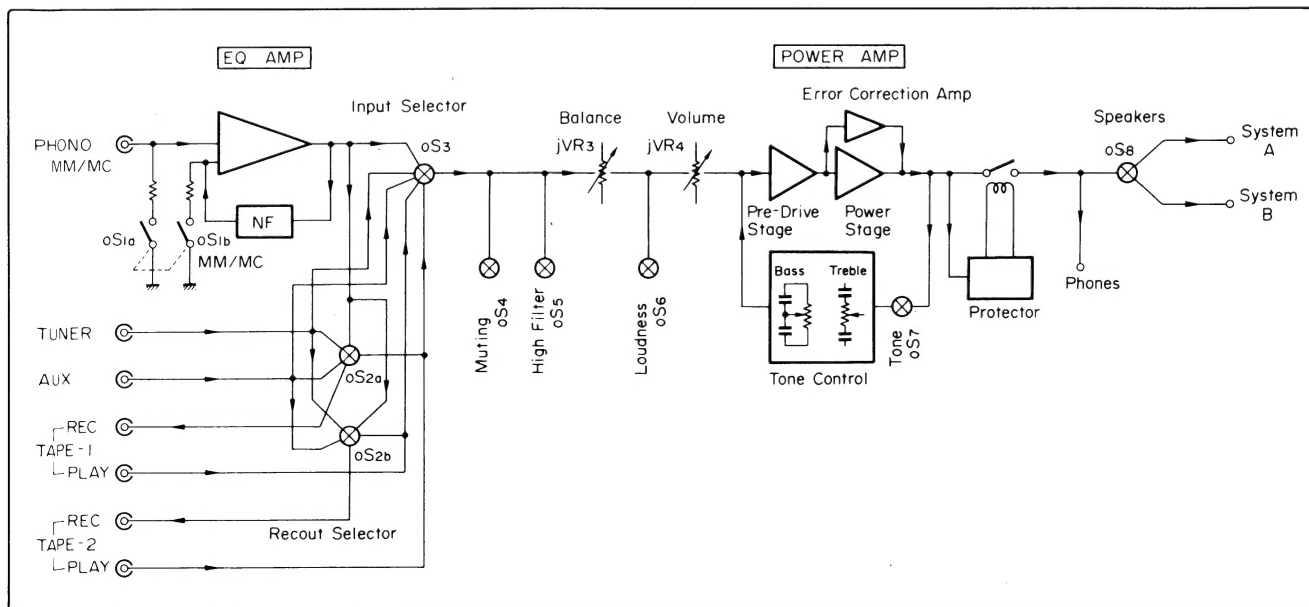 EQ AMP
POWER AMP
Input Selector
oS3
Balance
jVR3
Volume
jVR4
Error Correction Amp
Speakers
oS8
System
A
System
B
PHONO
MM/MC
NF
oS1a
oS1b
MM/MC
Pre-Drive
Stage
Power
Stage
Bass
Treble
Tone Control
Tone
oS7
Protector
Phones
Muting
oS4
High Filter
oS5
Loudness
oS6
TUNER
AUX
oS2a
REC
TAPE-1
PLAY
oS2b
REC
TAPE-2
PLAY
Recout Selector